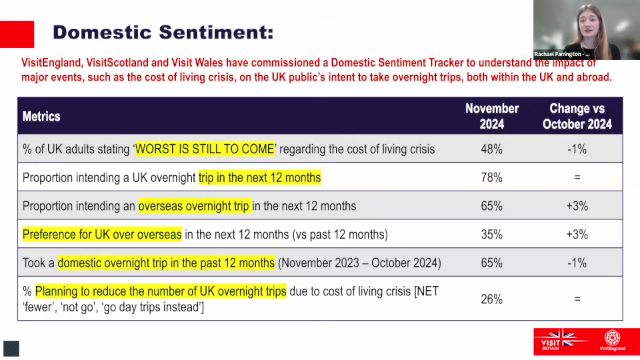 Domestic Sentiment:
Rachael Farrington -
VisitEngland, VisitScotland and Visit Wales have commissioned a Domestic Sentiment Tracker to understand the impact of
major events, such as the cost of living crisis, on the UK public's intent to take overnight trips, both within the UK and abroad.
Metrics November 2024 Change vs October 2024
% of UK adults stating 'WORST IS STILL TO COME' regarding the cost of living crisis 48% -1%
Proportion intending a UK overnight trip in the next 12 months 78% =
Proportion intending an overseas overnight trip in the next 12 months 65% +3%
Preference for UK over overseas in the next 12 months (vs past 12 months) 35% +3%
Took a domestic overnight trip in the past 12 months (November 2023 – October 2024) 65% -1%
% Planning to reduce the number of UK overnight trips due to cost of living crisis [NET
'fewer', 'not go', 'go day trips instead'] 26% =
VISIT
BRITAIN
VisitEngland